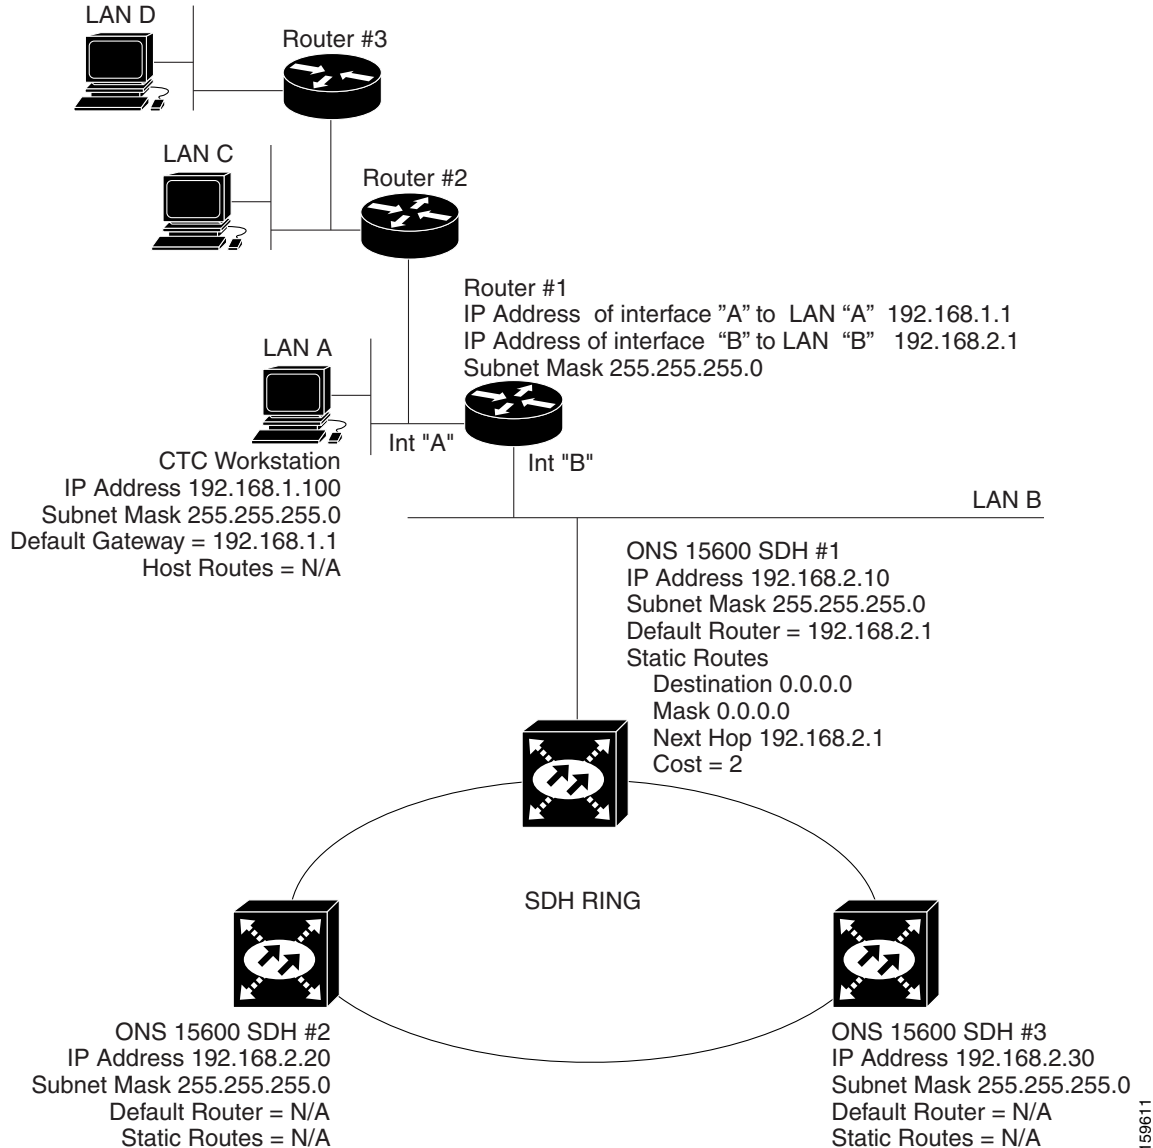 LAN D
Router #3
LAN C
Router #2
Router #1
IP Address of interface ”A” to LAN “A” 192.168.1.1
IP Address of interface “B” to LAN “B” 192.168.2.1
Subnet Mask 255.255.255.0
LAN A
Int "A"
Int "B"
CTC Workstation
IP Address 192.168.1.100
Subnet Mask 255.255.255.0
Default Gateway = 192.168.1.1
Host Routes = N/A
LAN B
ONS 15600 SDH #1
IP Address 192.168.2.10
Subnet Mask 255.255.255.0
Default Router = 192.168.2.1
Static Routes
Destination 0.0.0.0
Mask 0.0.0.0
Next Hop 192.168.2.1
Cost = 2
SDH RING
ONS 15600 SDH #2
IP Address 192.168.2.20
Subnet Mask 255.255.255.0
Default Router = N/A
Static Routes = N/A
ONS 15600 SDH #3
IP Address 192.168.2.30
Subnet Mask 255.255.255.0
Default Router = N/A
Static Routes = N/A
159611